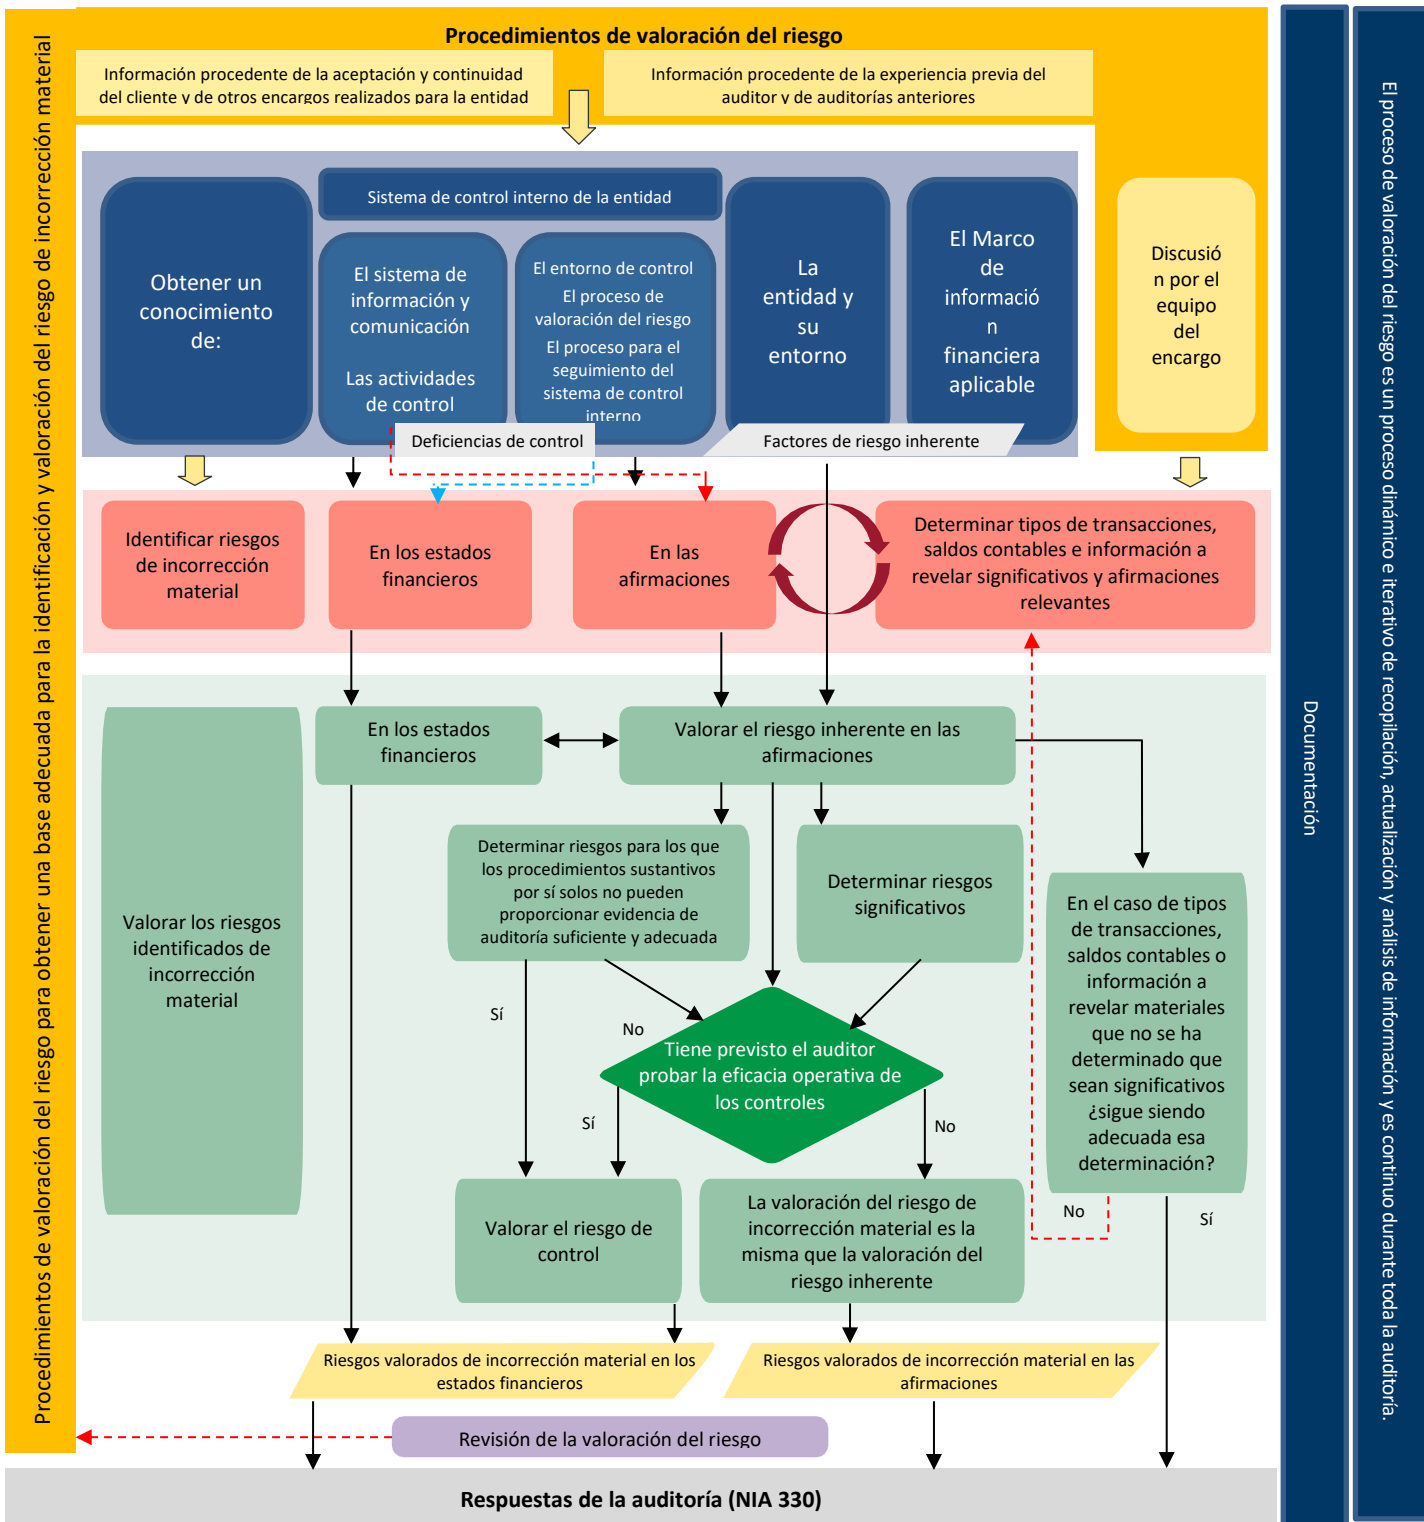 Procedimientos de valoración del riesgo para obtener una base adecuada para la identificación y valoración del riesgo de incorrección material
Procedimientos de valoración del riesgo
Información procedente de la aceptación y continuidad
del cliente y de otros encargos realizados para la entidad
Información procedente de la experiencia previa del
auditor y de auditorías anteriores
Obtener un
conocimiento
de:
Sistema de control interno de la entidad
El sistema de
información y
comunicación
Las actividades
de control
El entorno de control
El proceso de
valoración del riesgo
El proceso para el
seguimiento del
sistema de control
interno
La
entidad y
su
entorno
El Marco
de
informació
n
financiera
aplicable
Discusió
n por el
equipo
del
encargo
Deficiencias de control
Factores de riesgo inherente
Identificar riesgos
de incorrección
material
En los estados
financieros
En las
afirmaciones
Determinar tipos de transacciones,
saldos contables e información a
revelar significativos y afirmaciones
relevantes
Valorar los riesgos
identificados de
incorrección
material
En los estados
financieros
Valorar el riesgo inherente en las
afirmaciones
Determinar riesgos para los que
los procedimientos sustantivos
por sí solos no pueden
proporcionar evidencia de
auditoría suficiente y adecuada
Determinar riesgos
significativos
En el caso de tipos
de transacciones,
saldos contables o
información a
revelar materiales
que no se ha
determinado que
sean significativos
¿sigue siendo
adecuada esa
determinación?
Sí
No
Tiene previsto el auditor
probar la eficacia operativa de
los controles
Sí
No
Valorar el riesgo de
control
La valoración del riesgo de
incorrección material es la
misma que la valoración del
riesgo inherente
No
Sí
Riesgos valorados de incorrección material en los
estados financieros
Riesgos valorados de incorrección material en las
afirmaciones
Revisión de la valoración del riesgo
Respuestas de la auditoría (NIA 330)
Documentación
El proceso de valoración del riesgo es un proceso dinámico e iterativo de recopilación, actualización y análisis de información y es continuo durante toda la auditoría.